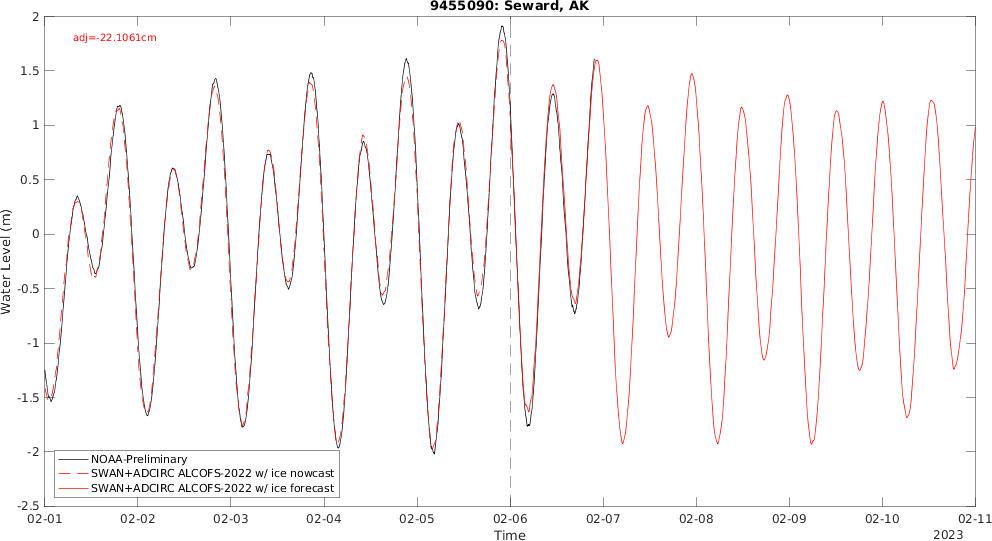 9455090: Seward, AK
adj=-22.1061cm
2
1.5
1
0.5
0
-0.5
-1
-1.5
-2
-2.5
Water Level (m)
NOAA-Preliminary
SWAN+ADCIRC ALCOFS-2022 w/ ice nowcast
SWAN+ADCIRC ALCOFS-2022 w/ ice forecast
02-01 02-02 02-03 02-04 02-05 02-06 02-07 02-08 02-09 02-10 02-11
Time
2023